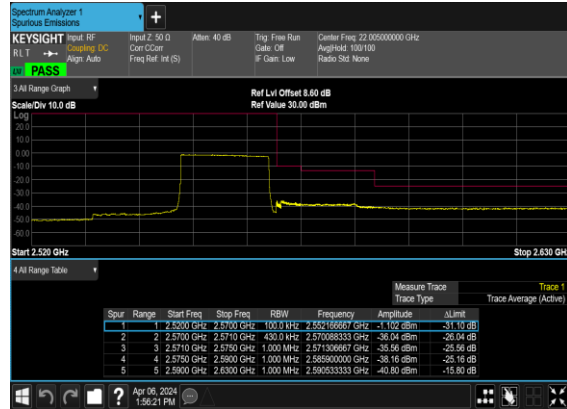 Spectrum Analyzer 1
Spurious Emissions
KEYSIGHT Input: RF Input Z: 50 Ω Atten: 40 dB Trig: Free Run Center Freq: 22.005000000 GHz
Coupling: DC Corr CCorr Gate: Off Avg|Hold: 100/100
RLT Align: Auto Freq Ref: Int (S) IF Gain: Low Radio Std: None
PASS
3 All Range Graph
Ref Lvl Offset 8.60 dB
Scale/Div 10.0 dB Ref Value 30.00 dBm
Log
20.0
10.0
0.00
-10.0
-20.0
-30.0
-40.0
-50.0
-60.0
Start 2.520 GHz Stop 2.630 GH
4 All Range Table
Measure Trace Trace 1
Trace Type Trace Average (Active)
Spur Range Start Freq Stop Freq RBW Frequency Amplitude ΔLimit
1 1 2.5200 GHz 2.5700 GHz 100.0 kHz 2.552166667 GHz -1.102 dBm -31.10 dB
2 2 2.5700 GHz 2.5710 GHz 430.0 kHz 2.570088333 GHz -36.04 dBm -26.04 dB
3 3 2.5710 GHz 2.5750 GHz 1.000 MHz 2.571306667 GHz -35.56 dBm -25.56 dB
4 4 2.5750 GHz 2.5900 GHz 1.000 MHz 2.585900000 GHz -38.16 dBm -25.16 dB
5 5 2.5900 GHz 2.6300 GHz 1.000 MHz 2.590533333 GHz -40.80 dBm -15.80 dB
Apr 06, 2024
1:56:21 PM